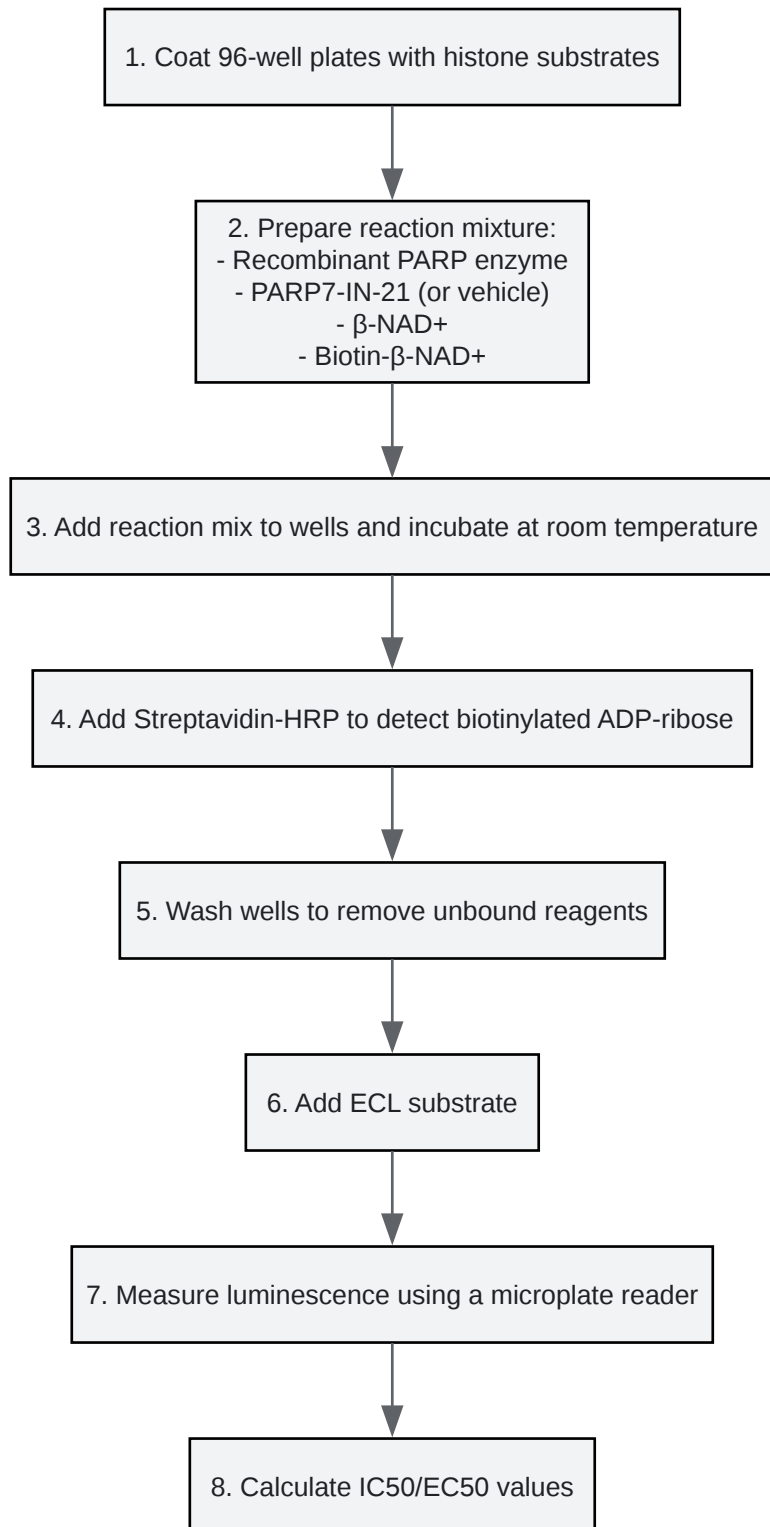 1. Coat 96-well plates with histone substrates
2. Prepare reaction mixture:
- Recombinant PARP enzyme
- PARP7-IN-21 (or vehicle)
- β-NAD+
- Biotin-β-NAD+
3. Add reaction mix to wells and incubate at room temperature
4. Add Streptavidin-HRP to detect biotinylated ADP-ribose
5. Wash wells to remove unbound reagents
6. Add ECL substrate
7. Measure luminescence using a microplate reader
8. Calculate IC50/EC50 values